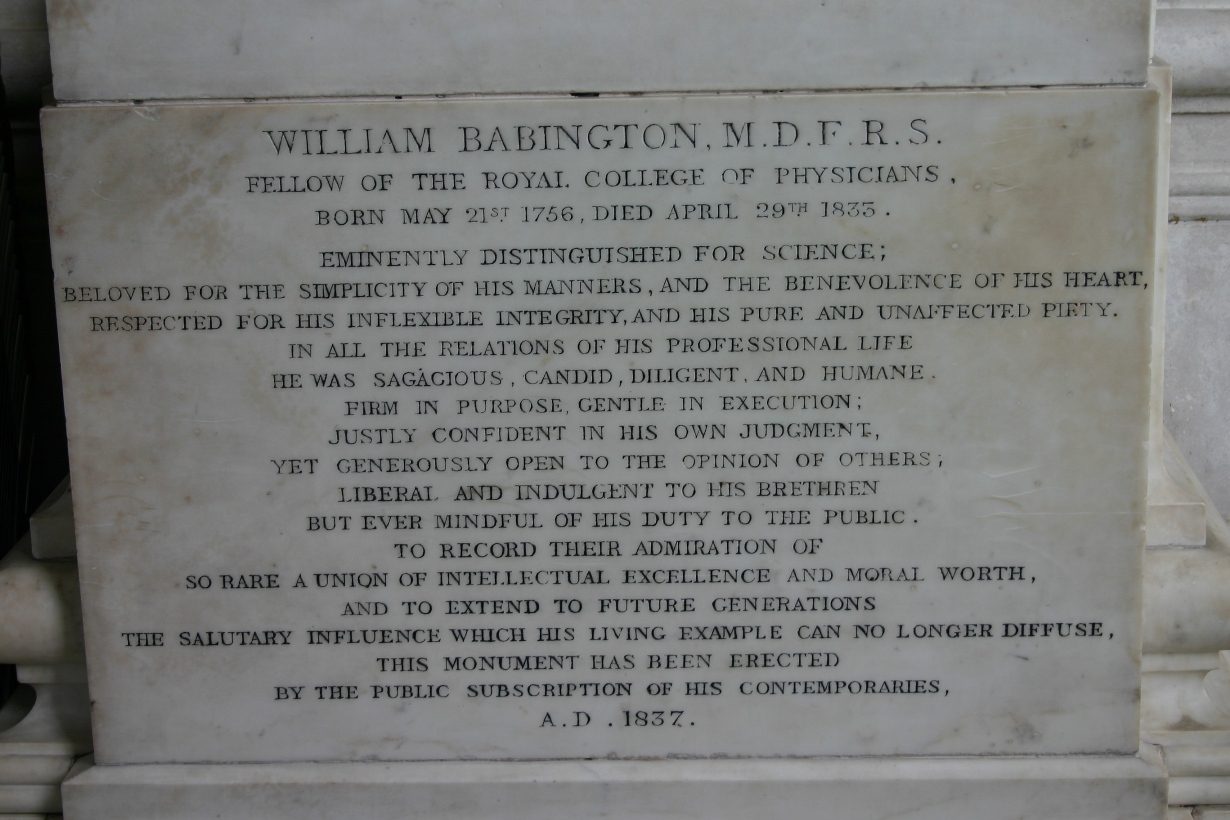 WILLIAM BABINGTON, M.D. F.R.S.
FELLOW OF THE ROYAL COLLEGE OF PHYSICIANS,
BORN MAY 21ST 1756, DIED APRIL 29TH 1833.
EMINENTLY DISTINGUISHED FOR SCIENCE;
BELOVED FOR THE SIMPLICITY OF HIS MANNERS, AND THE BENEVOLENCE OF HIS HEART,
RESPECTED FOR HIS INFLEXIBLE INTEGRITY, AND HIS PURE AND UNAFFECTED PIETY.
IN ALL THE RELATIONS OF HIS PROFESSIONAL LIFE
HE WAS SAGACIOUS, CANDID, DILIGENT, AND HUMANE.
FIRM IN PURPOSE, GENTLE IN EXECUTION;
JUSTLY CONFIDENT IN HIS OWN JUDGMENT,
YET GENEROUSLY OPEN TO THE OPINION OF OTHERS;
LIBERAL AND INDULGENT TO HIS BRETHREN
BUT EVER MINDFUL OF HIS DUTY TO THE PUBLIC.
TO RECORD THEIR ADMIRATION OF
SO RARE A UNION OF INTELLECTUAL EXCELLENCE AND MORAL WORTH,
AND TO EXTEND TO FUTURE GENERATIONS
THE SALUTARY INFLUENCE WHICH HIS LIVING EXAMPLE CAN NO LONGER DIFFUSE,
THIS MONUMENT HAS BEEN ERECTED
BY THE PUBLIC SUBSCRIPTION OF HIS CONTEMPORARIES,
A.D. 1837.